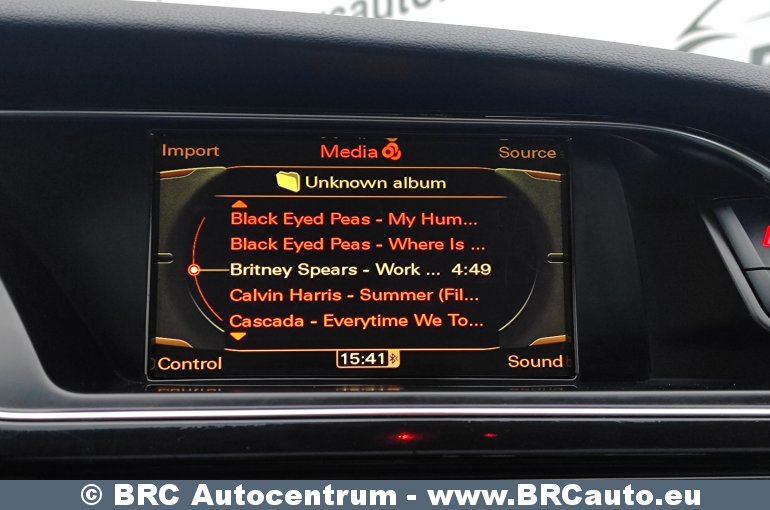 Import Media Source
Unknown album
Black Eyed Peas - My Hum...
Black Eyed Peas - Where Is ...
Britney Spears - Work ... 4:49
Calvin Harris - Summer (Fil...
Cascada - Everytime We To...
Control 15:41 Sound
© BRC Autocentrum - www.BRCauto.eu